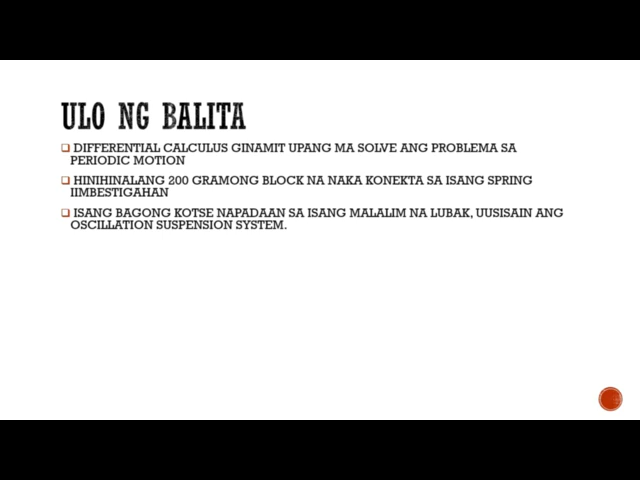 ULO NG BALITA
DIFFERENTIAL CALCULUS GINAMIT UPANG MA SOLVE ANG PROBLEMA SA
PERIODIC MOTION
HINIHINALANG 200 GRAMONG BLOCK NA NAKA KONEKTA SA ISANG SPRING
IIMBESTIGAHAN
ISANG BAGONG KOTSE NAPADAAN SA ISANG MALALIM NA LUBAK, UUSISAIN ANG
OSCILLATION SUSPENSION SYSTEM.